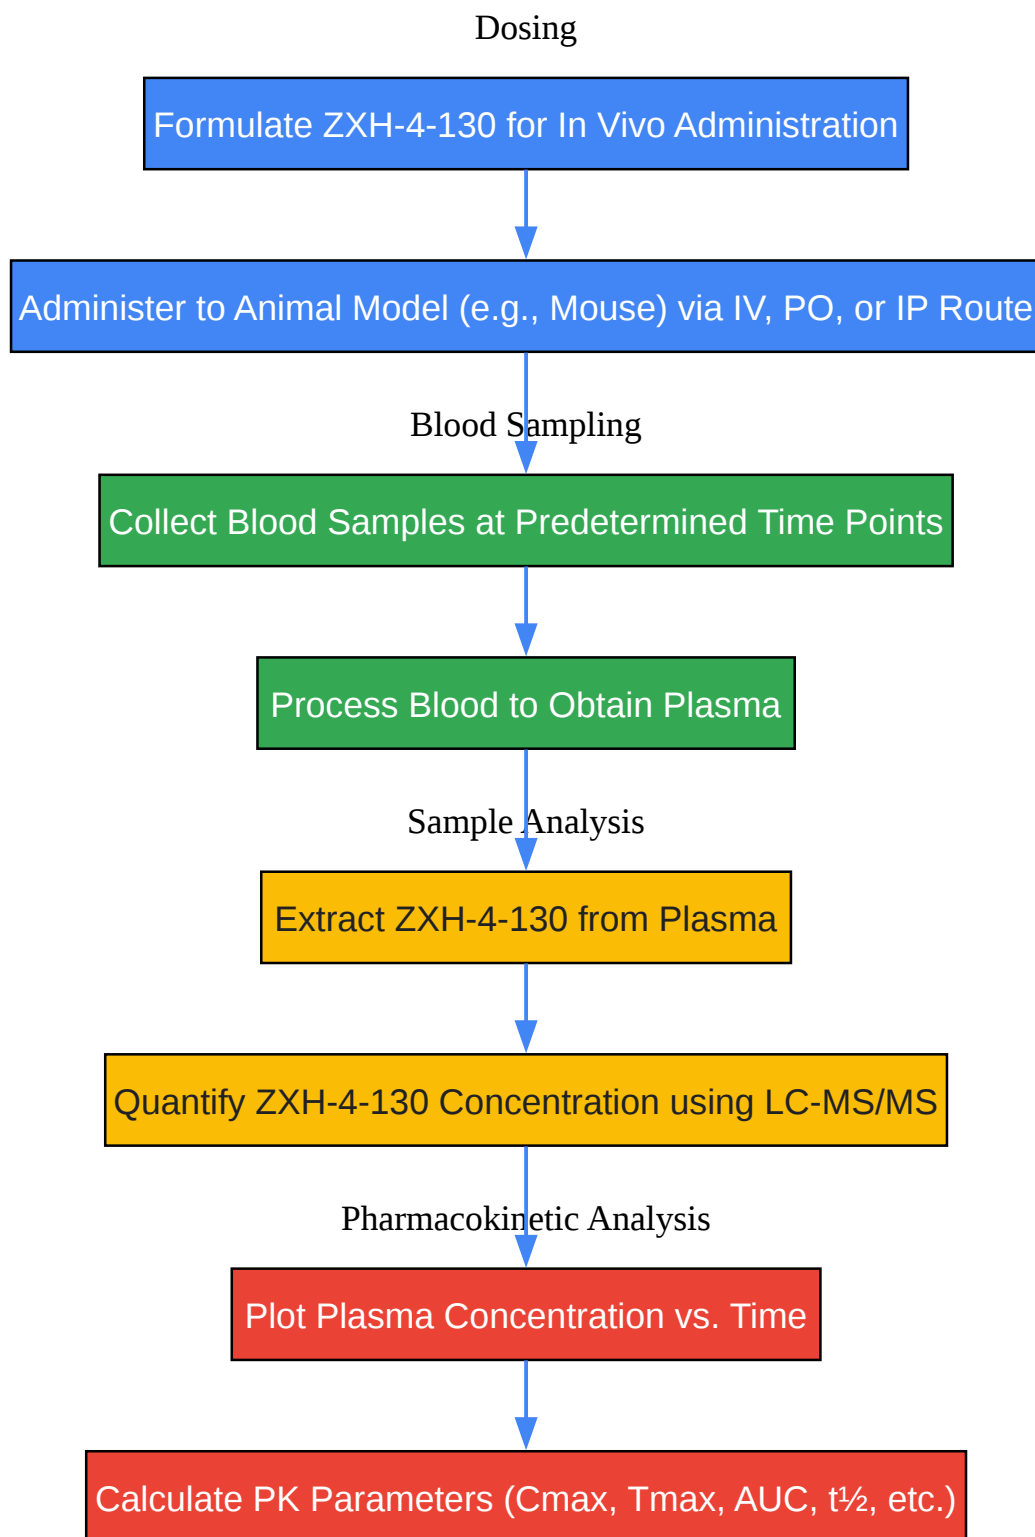 Dosing
Formulate ZXH-4-130 for In Vivo Administration
Administer to Animal Model (e.g., Mouse) via IV, PO, or IP Route
Blood Sampling
Collect Blood Samples at Predetermined Time Points
Process Blood to Obtain Plasma
Sample Analysis
Extract ZXH-4-130 from Plasma
Quantify ZXH-4-130 Concentration using LC-MS/MS
Pharmacokinetic Analysis
Plot Plasma Concentration vs. Time
Calculate PK Parameters (Cmax, Tmax, AUC, t½, etc.)